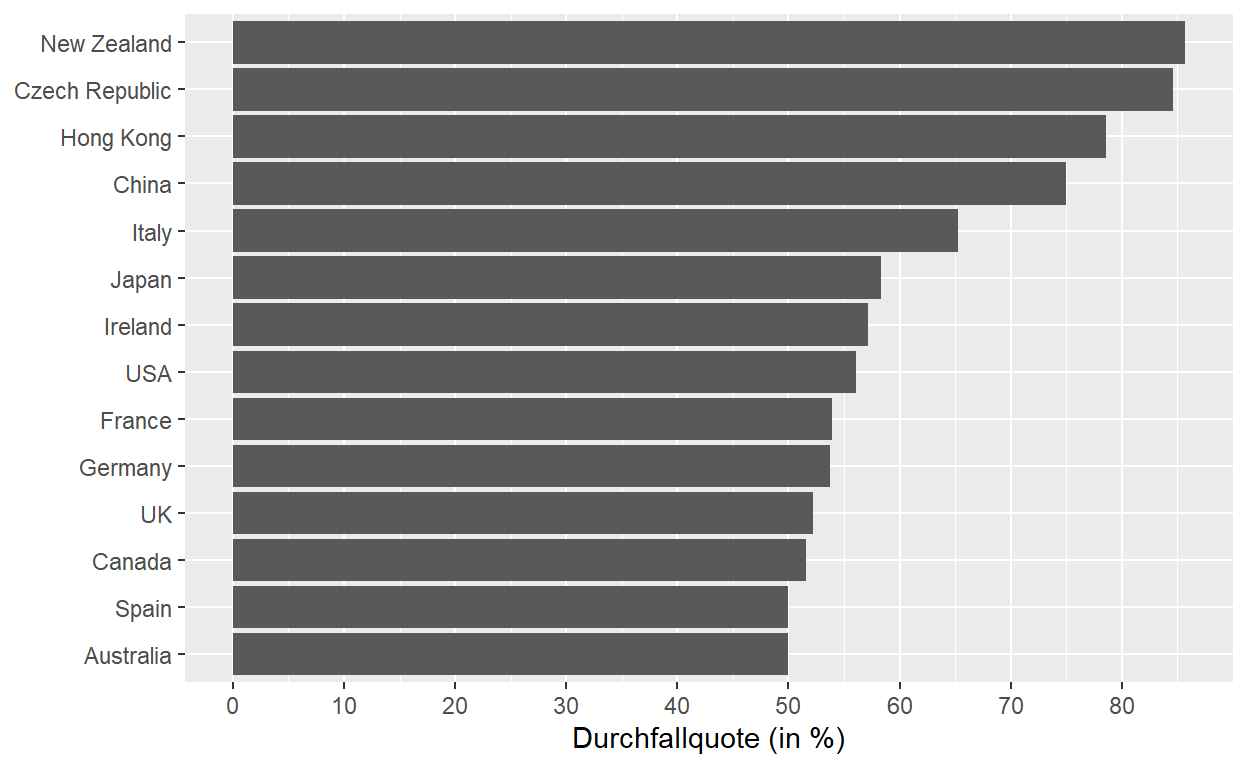 New Zealand
Czech Republic
Hong Kong
China
Italy
Japan
Ireland
USA
France
Germany
UK
Canada
Spain
Australia
0 10 20 30 40 50 60 70 80
Durchfallquote (in %)